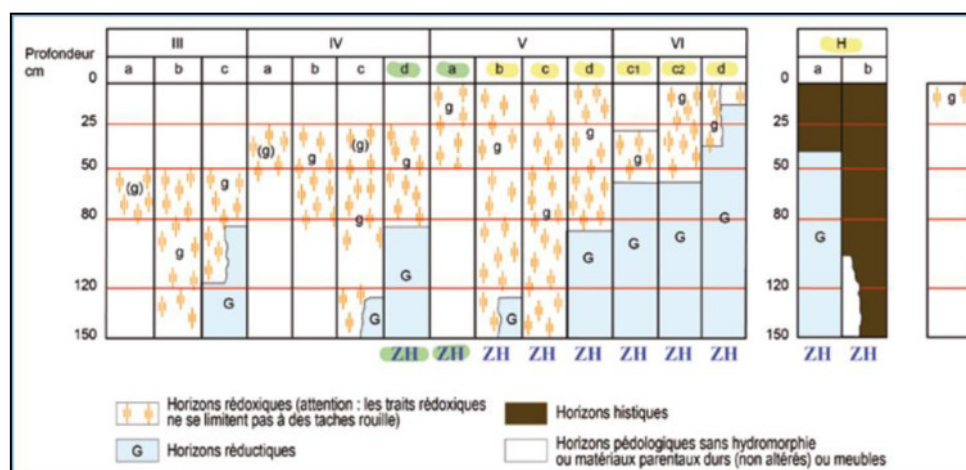 III IV V VI H
Profondeur
cm
a b c a b c d a b c d c1 c2 d a b
0 0
g g g
25 25
(g) g (g) g g g g g
50 50
(g) g
80 80
g g g G G G G G
g G
120 120
G G G
150 150
ZH ZH ZH ZH ZH ZH ZH ZH ZH ZH
Horizons rédoxiques (attention : les traits rédoxiques
ne se limitent pas à des taches rouille)
Horizons histiques
G Horizons réductiques
Horizons pédologiques sans hydromorphie
ou matériaux parentaux durs (non altérés) ou meubles